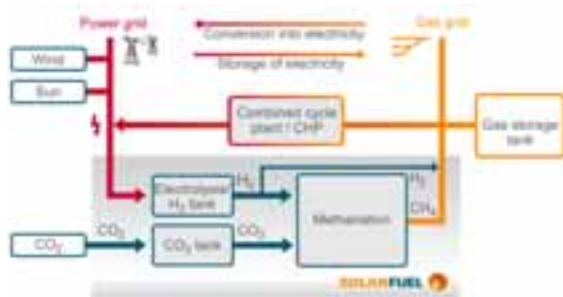 Power grid
Gas grid
Conversion into electricity
Storage of electricity
Wind
Sun
Combined cycle
plant / CHP
Gas storage
tank
Electrolyser/
H₂ tank
H₂
H₂
CH₄
Methanation
CO₂
CO₂
CO₂ tank
CO₂
SOLARFUEL